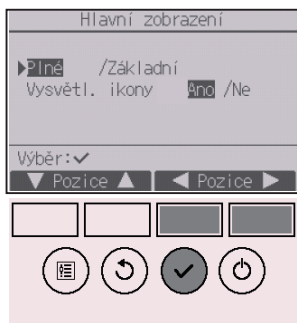 Hlavní zobrazení
▶Plné /Základní
Vysvětl. ikony Ano /Ne
Výběr:✓
▼ Pozice ▲ ◀ Pozice ▶